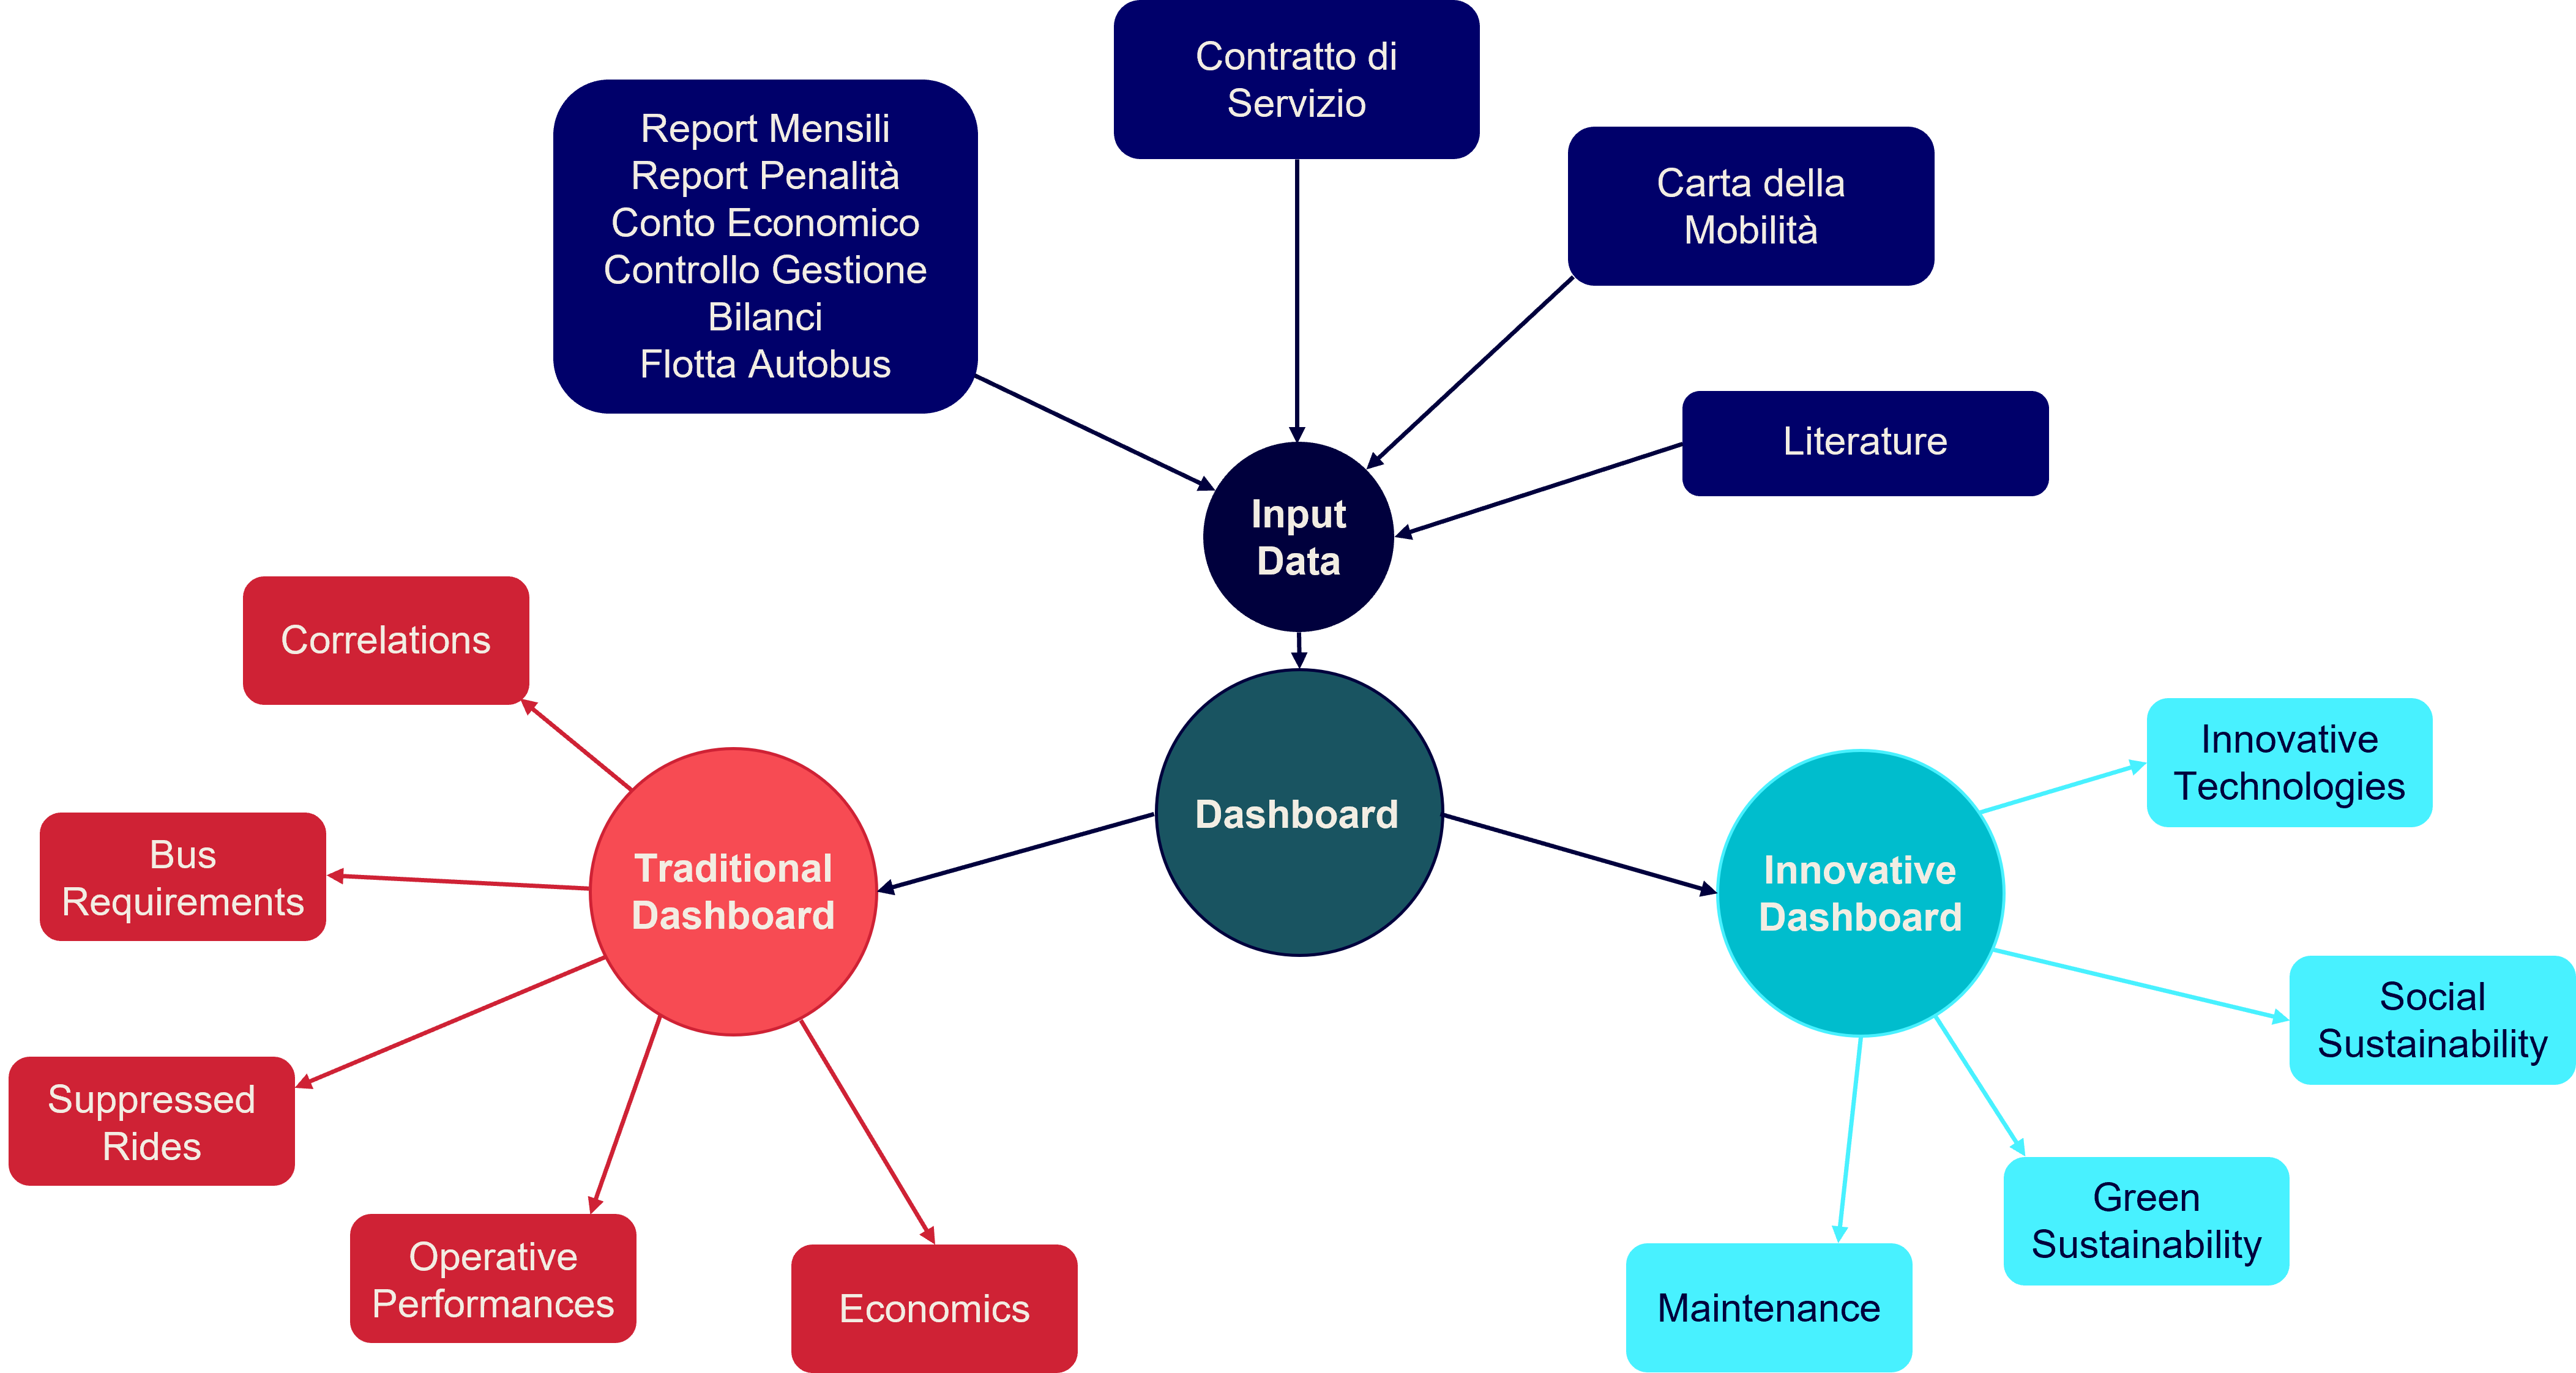 Contratto di
Servizio
Report Mensili
Report Penalità
Conto Economico
Controllo Gestione
Bilanci
Flotta Autobus
Carta della
Mobilità
Literature
Input
Data
Correlations
Bus
Requirements
Suppressed
Rides
Operative
Performances
Economics
Traditional
Dashboard
Dashboard
Innovative
Dashboard
Innovative
Technologies
Social
Sustainability
Green
Sustainability
Maintenance